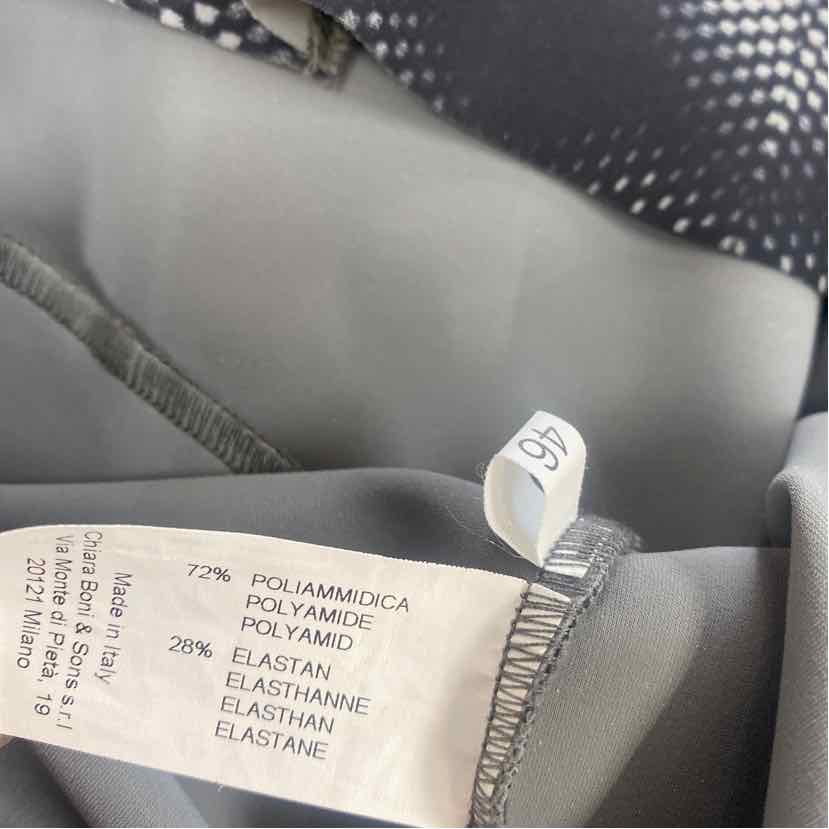 46
72% POLIAMMIDICA
POLYAMIDE
POLYAMID
28% ELASTAN
ELASTHANNE
ELASTHAN
ELASTANE
Made in Italy
Chiara Boni & Sons s.r.l
Via Monte di Pietà, 19
20121 Milano